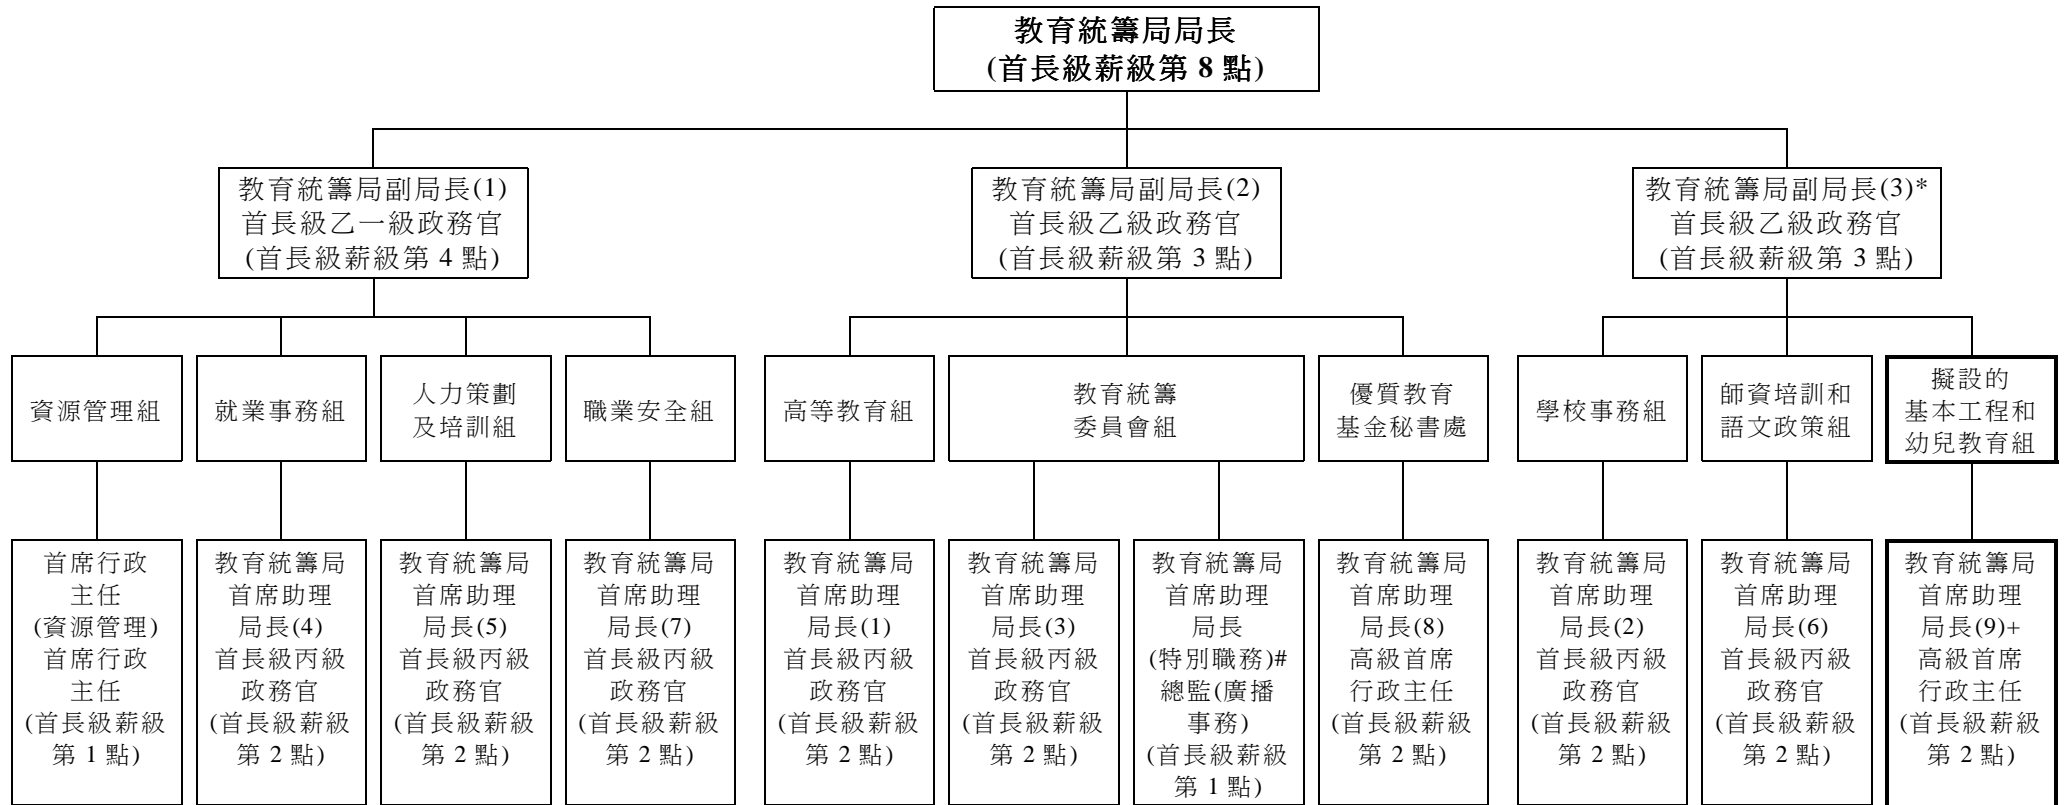 教育統籌局局長
(首長級薪級第 8 點)
教育統籌局副局長(1)
首長級乙一級政務官
(首長級薪級第 4 點)
教育統籌局副局長(2)
首長級乙級政務官
(首長級薪級第 3 點)
教育統籌局副局長(3)*
首長級乙級政務官
(首長級薪級第 3 點)
資源管理組
就業事務組
人力策劃
及培訓組
職業安全組
高等教育組
教育統籌
委員會組
優質教育
基金秘書處
學校事務組
師資培訓和
語文政策組
擬設的
基本工程和
幼兒教育組
首席行政
主任
(資源管理)
首席行政
主任
(首長級薪級
第 1 點)
教育統籌局
首席助理
局長(4)
首長級丙級
政務官
(首長級薪級
第 2 點)
教育統籌局
首席助理
局長(5)
首長級丙級
政務官
(首長級薪級
第 2 點)
教育統籌局
首席助理
局長(7)
首長級丙級
政務官
(首長級薪級
第 2 點)
教育統籌局
首席助理
局長(1)
首長級丙級
政務官
(首長級薪級
第 2 點)
教育統籌局
首席助理
局長(3)
首長級丙級
政務官
(首長級薪級
第 2 點)
教育統籌局
首席助理
局長
(特別職務)#
總監(廣播
事務)
(首長級薪級
第 1 點)
教育統籌局
首席助理
局長(8)
高級首席
行政主任
(首長級薪級
第 2 點)
教育統籌局
首席助理
局長(2)
首長級丙級
政務官
(首長級薪級
第 2 點)
教育統籌局
首席助理
局長(6)
首長級丙級
政務官
(首長級薪級
第 2 點)
教育統籌局
首席助理
局長(9)+
高級首席
行政主任
(首長級薪級
第 2 點)